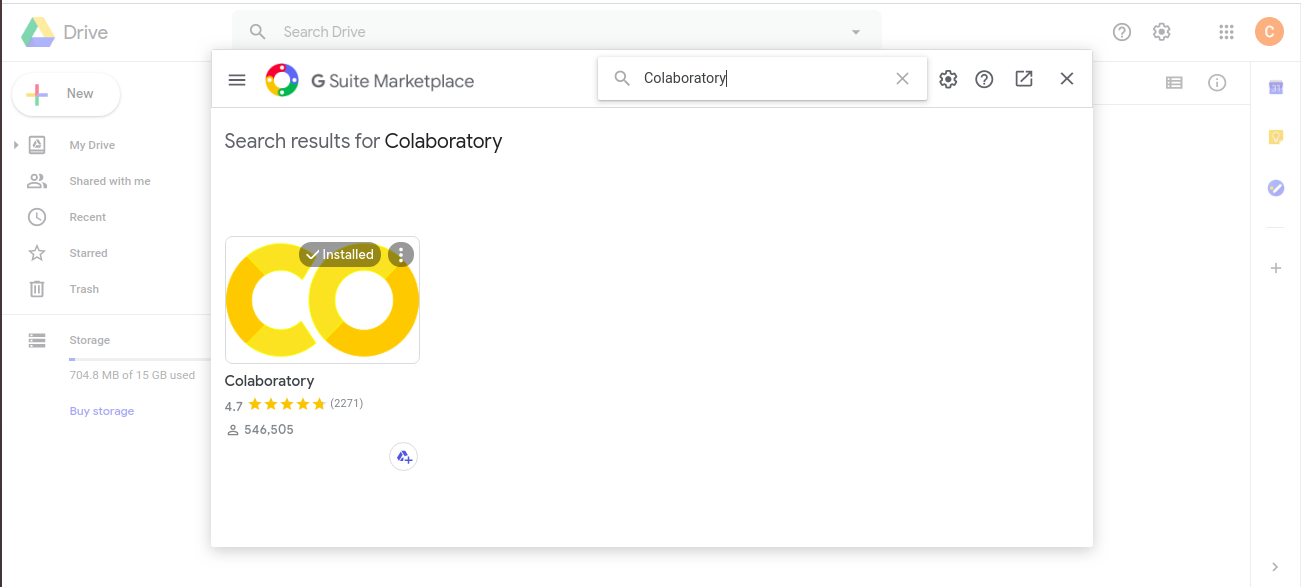 Drive
Search Drive
C
G Suite Marketplace
Colaboratory
New
My Drive
Shared with me
Recent
Starred
Trash
Storage
704.8 MB of 15 GB used
Buy storage
Search results for Colaboratory
Installed
Colaboratory
4.7 (2271)
546,505
31